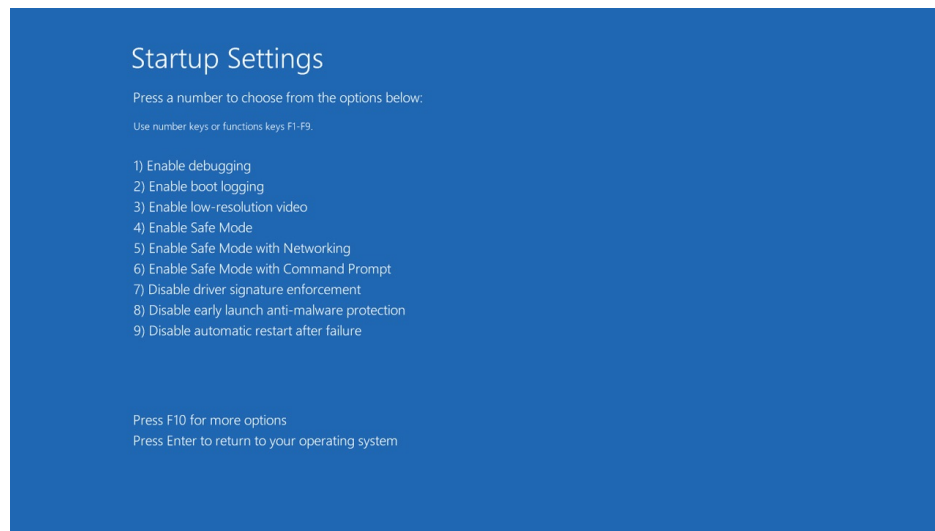 Startup Settings
Press a number to choose from the options below:
Use number keys or functions keys F1-F9.
1) Enable debugging
2) Enable boot logging
3) Enable low-resolution video
4) Enable Safe Mode
5) Enable Safe Mode with Networking
6) Enable Safe Mode with Command Prompt
7) Disable driver signature enforcement
8) Disable early launch anti-malware protection
9) Disable automatic restart after failure
Press F10 for more options
Press Enter to return to your operating system